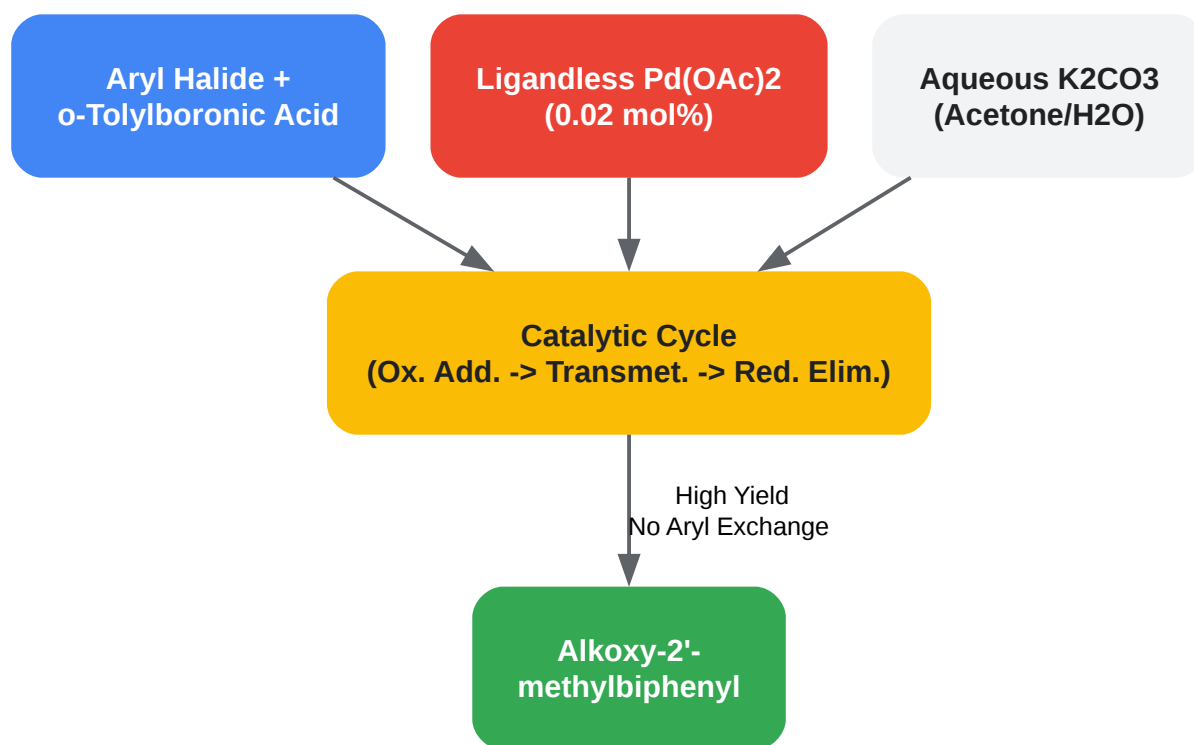 Aryl Halide +
o-Tolylboronic Acid
Ligandless Pd(OAc)2
(0.02 mol%)
Aqueous K2CO3
(Acetone/H2O)
Catalytic Cycle
(Ox. Add. -> Transmet. -> Red. Elim.)
High Yield
No Aryl Exchange
Alkoxy-2'-
methylbiphenyl